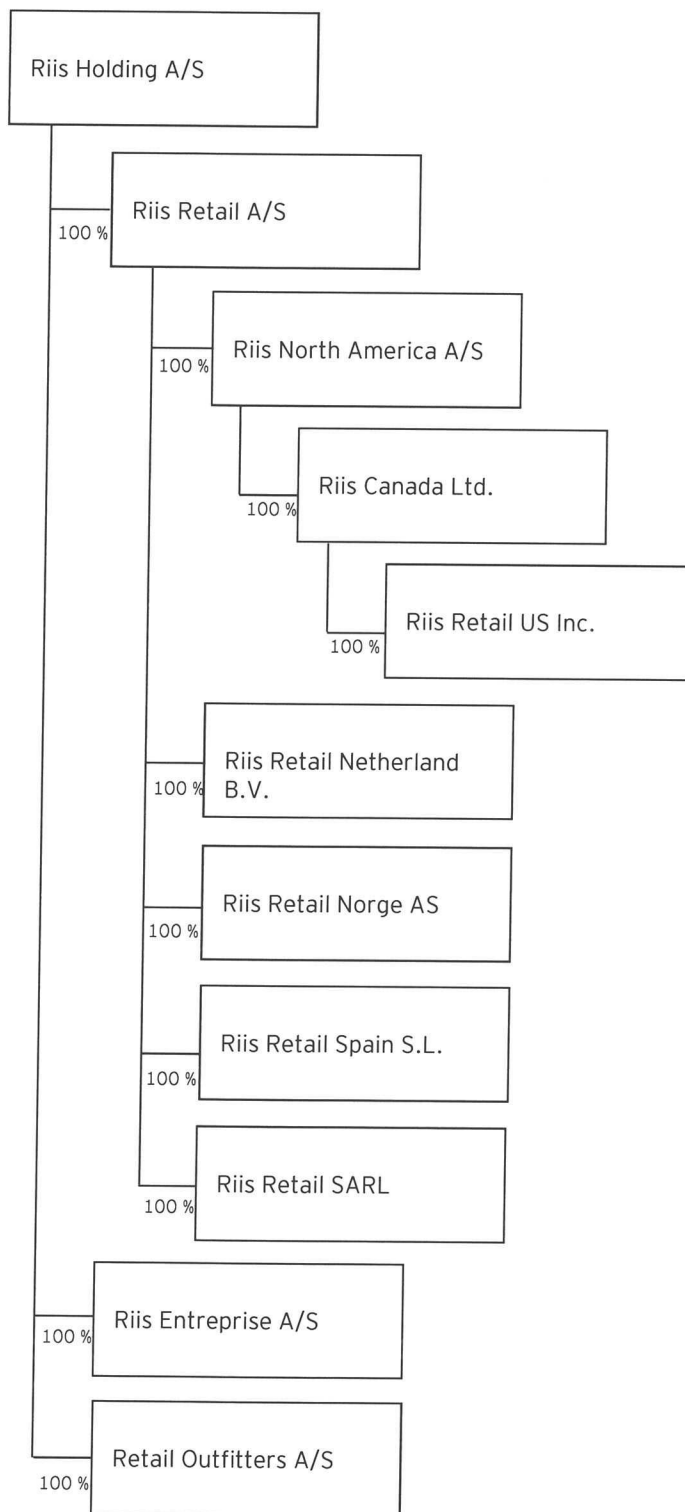 Riis Holding A/S
Riis Retail A/S
100 %
Riis North America A/S
100 %
Riis Canada Ltd.
100 %
Riis Retail US Inc.
100 %
Riis Retail Netherland
B.V.
100 %
Riis Retail Norge AS
100 %
Riis Retail Spain S.L.
100 %
Riis Retail SARL
100 %
Riis Entreprise A/S
100 %
Retail Outfitters A/S
100 %